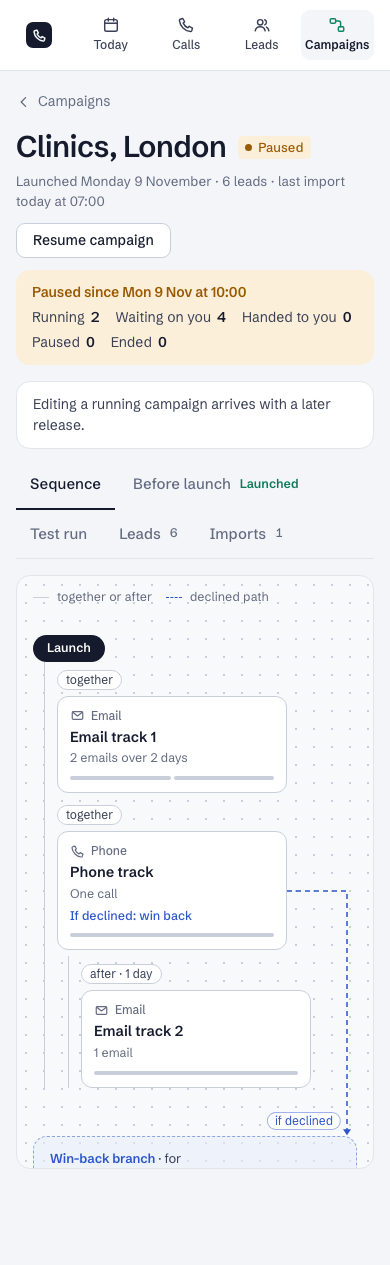 Today
Calls
Leads
Campaigns
Campaigns
Clinics, London
Paused
Launched Monday 9 November · 6 leads · last import
today at 07:00
Resume campaign
Paused since Mon 9 Nov at 10:00
Running 2 Waiting on you 4 Handed to you 0
Paused 0 Ended 0
Editing a running campaign arrives with a later
release.
Sequence
Before launch Launched
Test run
Leads 6
Imports 1
together or after
declined path
Launch
together
Email
Email track 1
2 emails over 2 days
together
Phone
Phone track
One call
If declined: win back
after · 1 day
Email
Email track 2
1 email
if declined
Win-back branch · for